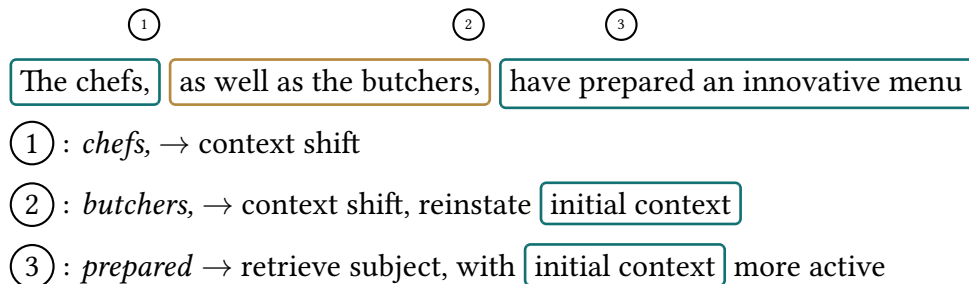 ① ② ③
The chefs, as well as the butchers, have prepared an innovative menu
① : chefs, → context shift
② : butchers, → context shift, reinstate initial context
③ : prepared → retrieve subject, with initial context more active